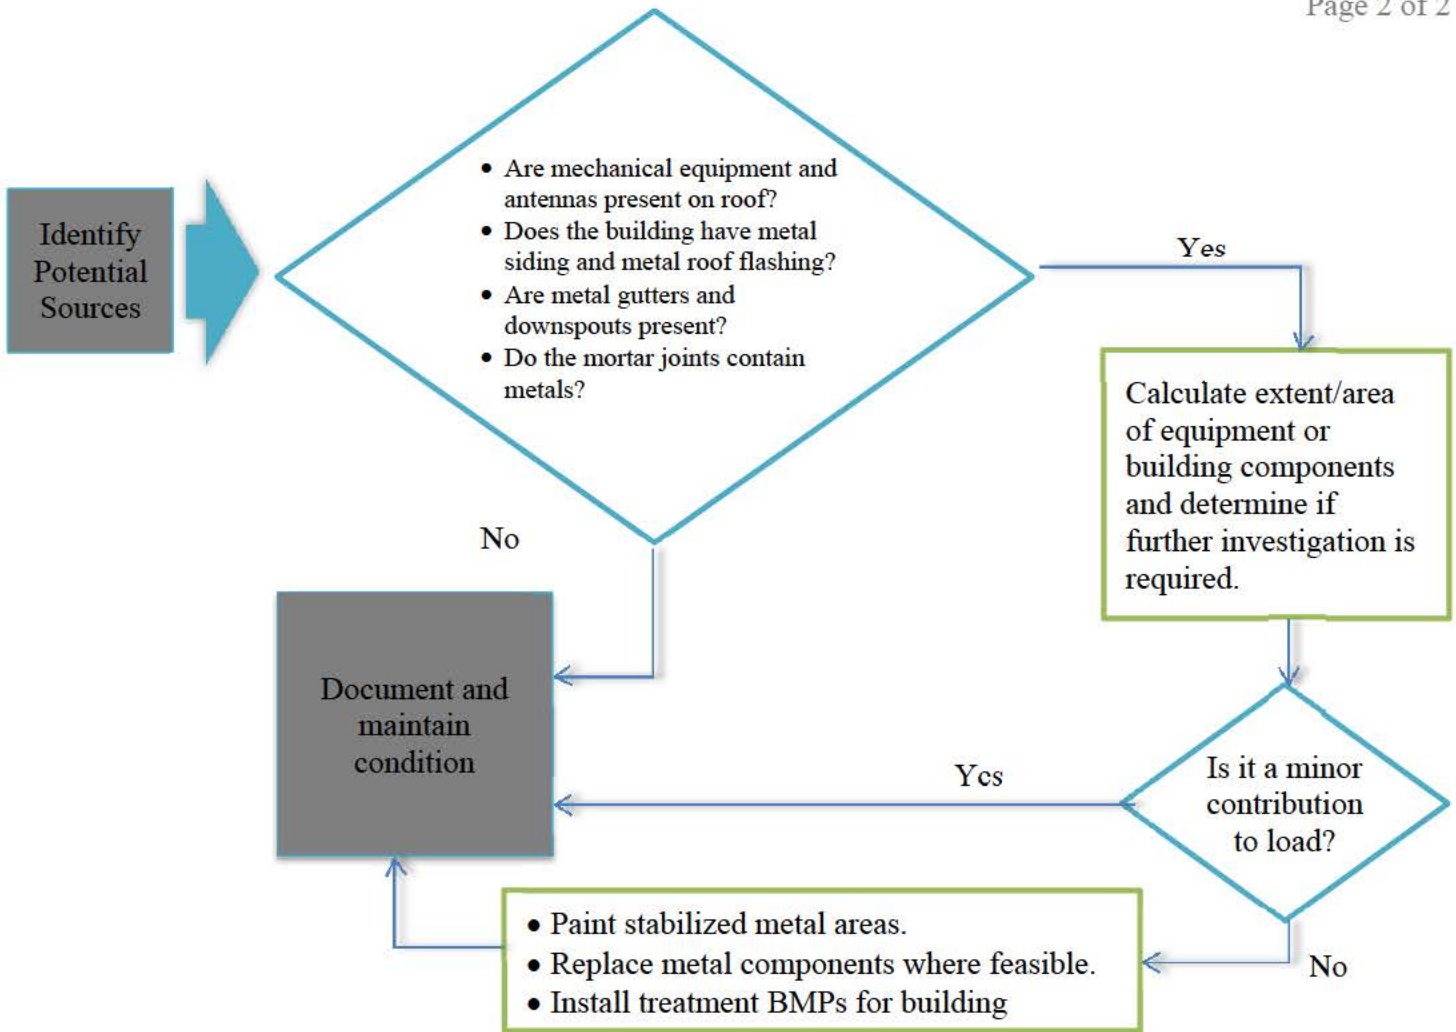 Page 2 of 2
Identify
Potential
Sources
• Are mechanical equipment and
antennas present on roof?
• Does the building have metal
siding and metal roof flashing?
• Are metal gutters and
downspouts present?
• Do the mortar joints contain
metals?
Yes
Calculate extent/area
of equipment or
building components
and determine if
further investigation is
required.
No
Document and
maintain
condition
Yes
Is it a minor
contribution
to load?
• Paint stabilized metal areas.
• Replace metal components where feasible.
• Install treatment BMPs for building
No